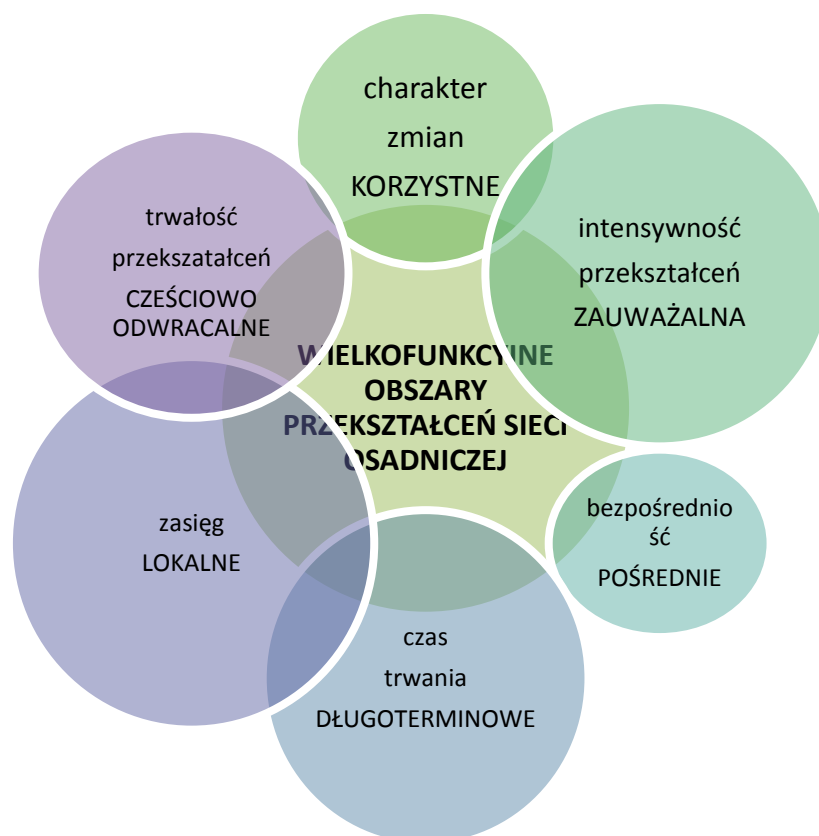 charakter
zmian
KORZYSTNE
intensywność
przekształceń
ZAUWAŻALNA
trwałość
przekszatałceń
CZEŚCIOWO
ODWRACALNE
WIELKOFUNKCYJNE
OBSZARY
PRZEKSZTAŁCEŃ SIECI
OSADNICZEJ
bezpośrednio
ść
POŚREDNIE
zasięg
LOKALNE
czas
trwania
DŁUGOTERMINOWE